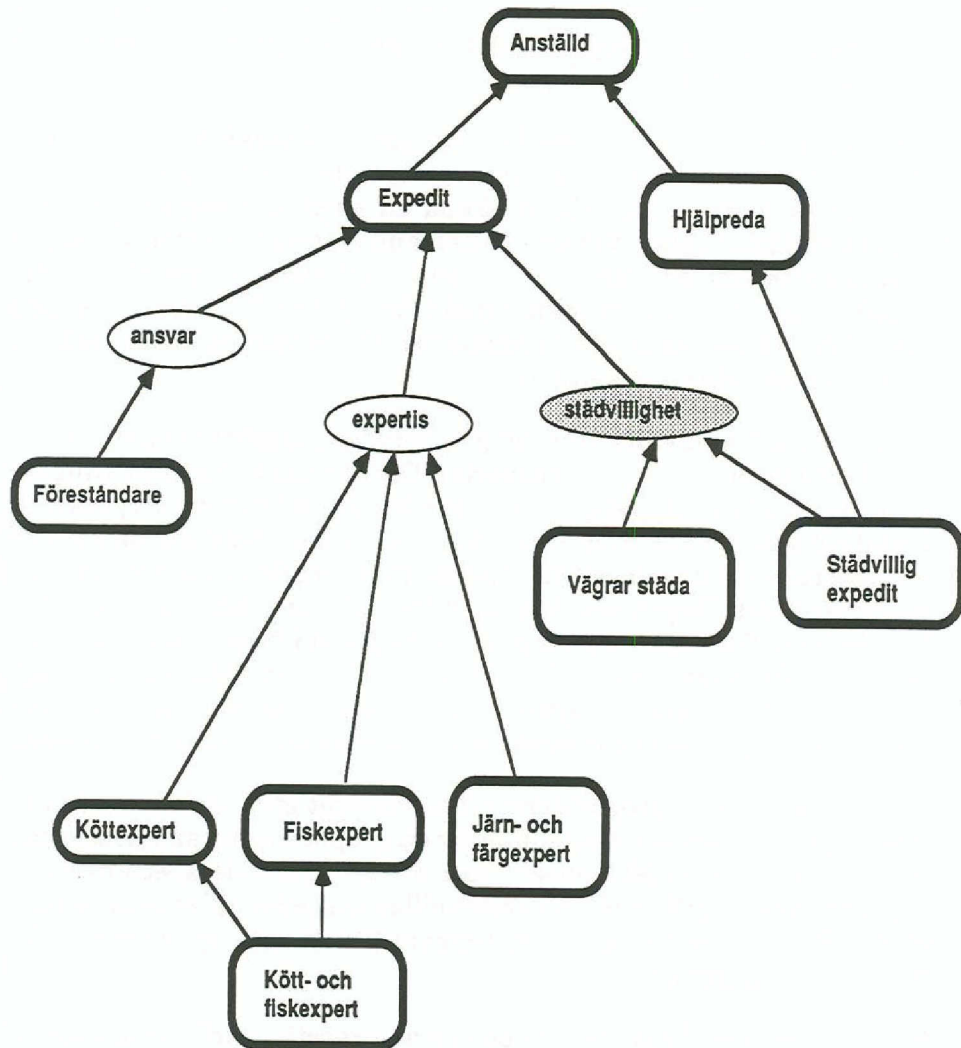 Anställd
Expedit
Hjälpreda
ansvar
expertis
städvillighet
Föreståndare
Vägrar städa
Städvillig
expedit
Köttexpert
Fiskexpert
Järn- och
färgexpert
Kött- och
fiskexpert